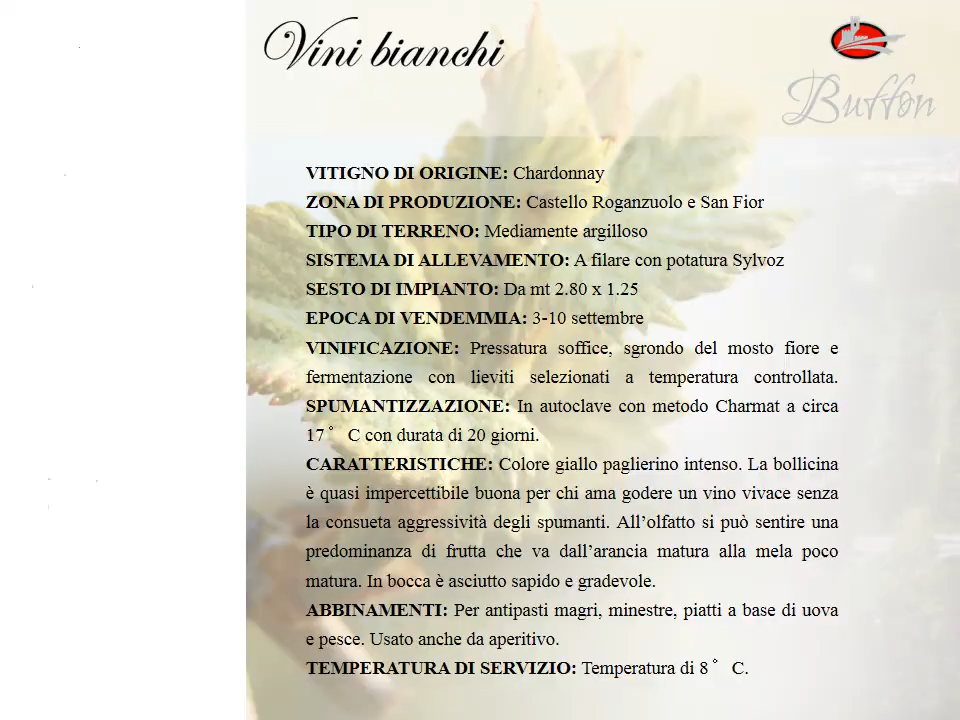 Vini bianchi
Buffon
VITIGNO DI ORIGINE: Chardonnay
ZONA DI PRODUZIONE: Castello Roganzuolo e San Fior
TIPO DI TERRENO: Mediamente argilloso
SISTEMA DI ALLEVAMENTO: A filare con potatura Sylvoz
SESTO DI IMPIANTO: Da mt 2.80 x 1.25
EPOCA DI VENDEMMIA: 3-10 settembre
VINIFICAZIONE: Pressatura soffice, sgrondo del mosto fiore e
fermentazione con lieviti selezionati a temperatura controllata.
SPUMANTIZZAZIONE: In autoclave con metodo Charmat a circa
17° C con durata di 20 giorni.
CARATTERISTICHE: Colore giallo paglierino intenso. La bollicina
è quasi impercettibile buona per chi ama godere un vino vivace senza
la consueta aggressività degli spumanti. All’olfatto si può sentire una
predominanza di frutta che va dall’arancia matura alla mela poco
matura. In bocca è asciutto sapido e gradevole.
ABBINAMENTI: Per antipasti magri, minestre, piatti a base di uova
e pesce. Usato anche da aperitivo.
TEMPERATURA DI SERVIZIO: Temperatura di 8° C.